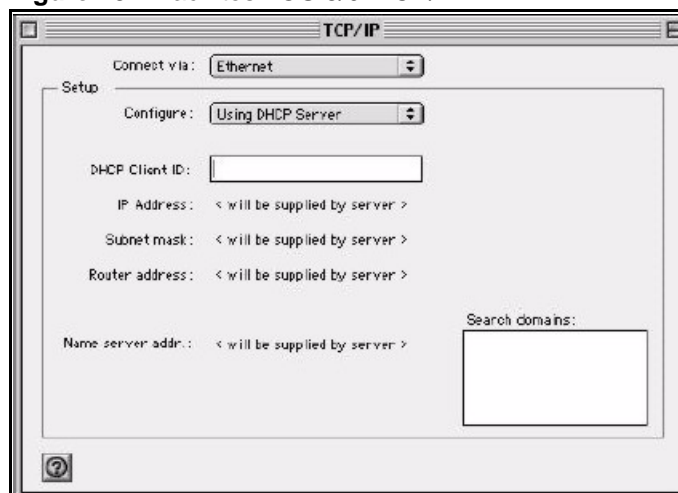 TCP/IP
Connect via: Ethernet
Setup
Configure: Using DHCP Server
DHCP Client ID:
IP Address: < will be supplied by server >
Subnet mask: < will be supplied by server >
Router address: < will be supplied by server >
Search domains:
Name server addr.: < will be supplied by server >
?